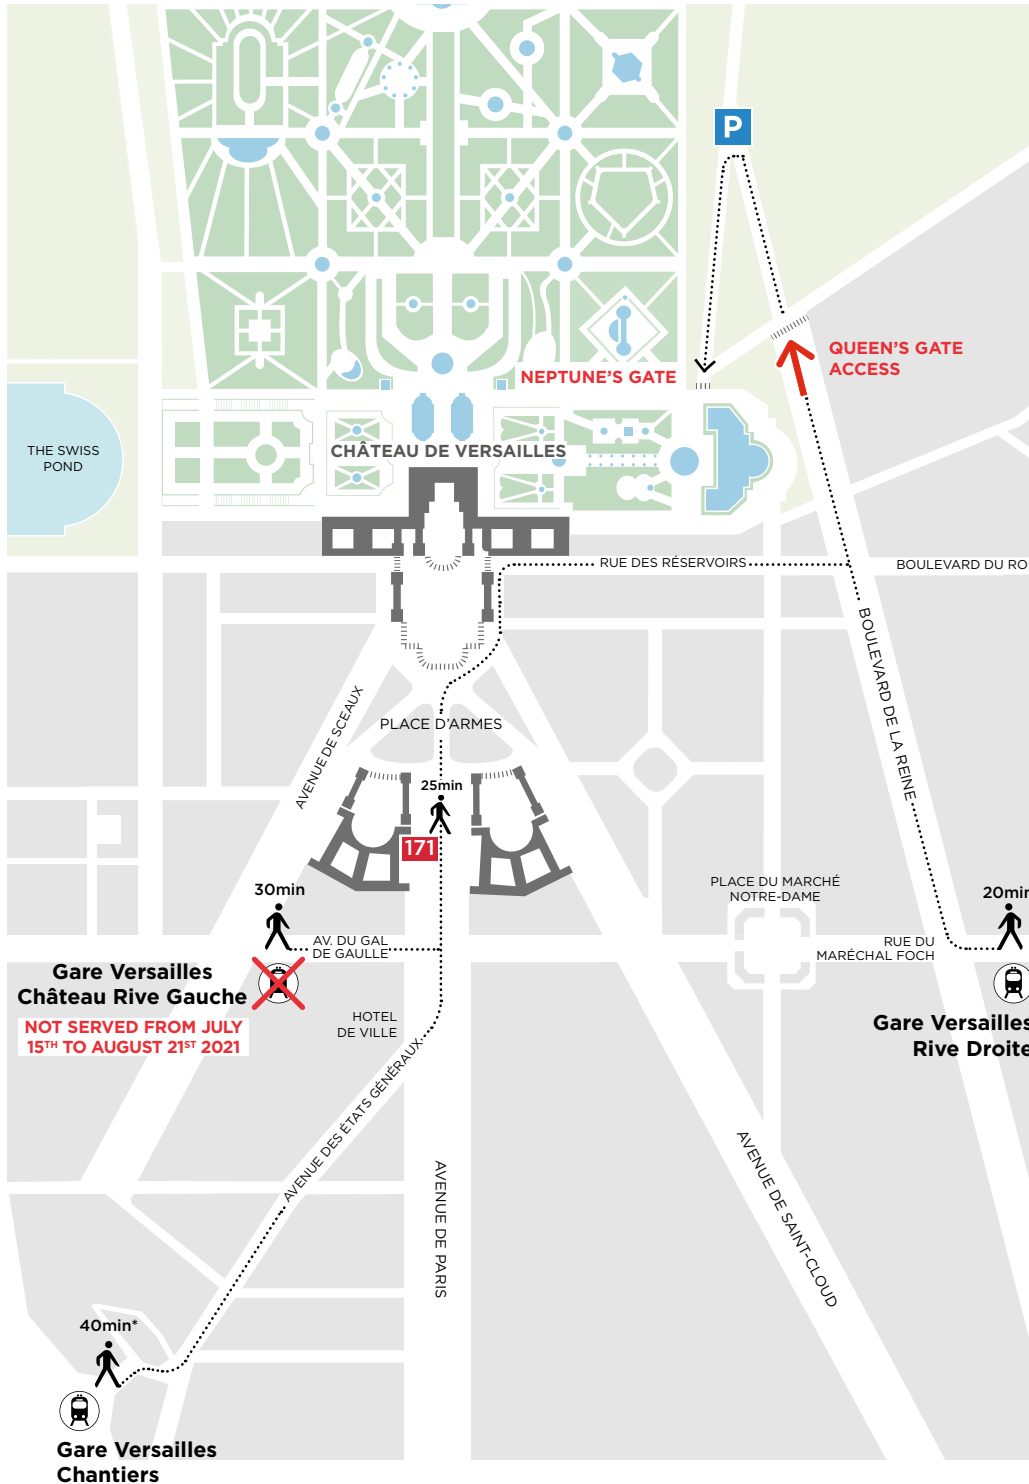 P
QUEEN'S GATE
ACCESS
NEPTUNE'S GATE
THE SWISS
POND
CHÂTEAU DE VERSAILLES
RUE DES RÉSERVOIRS
BOULEVARD DU RO
BOULEVARD DE LA REINE
AVENUE DE SCEAUX
PLACE D'ARMES
25min
171
30min
PLACE DU MARCHÉ
NOTRE-DAME
20min
AV. DU GAL
DE GAULLE
RUE DU
MARÉCHAL FOCH
Gare Versailles
Château Rive Gauche
NOT SERVED FROM JULY
15TH TO AUGUST 21ST 2021
HOTEL
DE VILLE
Gare Versailles
Rive Droite
AVENUE DES ÉTATS GÉNÉRAUX
AVENUE DE PARIS
AVENUE DE SAINT-CLOUD
40min*
Gare Versailles
Chantiers